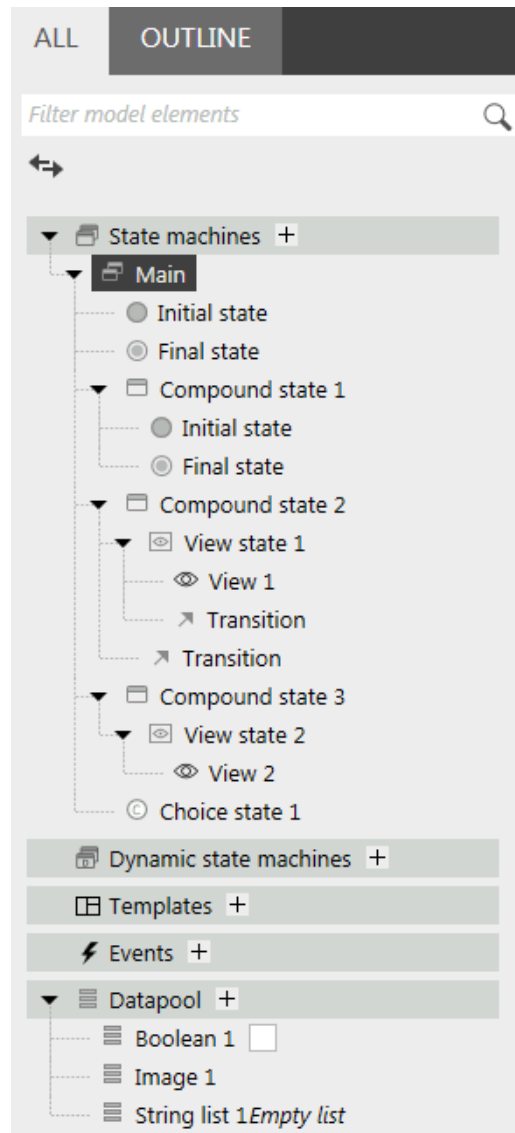 ALL OUTLINE
Filter model elements
State machines +
Main
Initial state
Final state
Compound state 1
Initial state
Final state
Compound state 2
View state 1
View 1
Transition
Transition
Compound state 3
View state 2
View 2
C Choice state 1
D Dynamic state machines +
Templates +
Events +
Datapool +
Boolean 1
Image 1
String list 1 Empty list